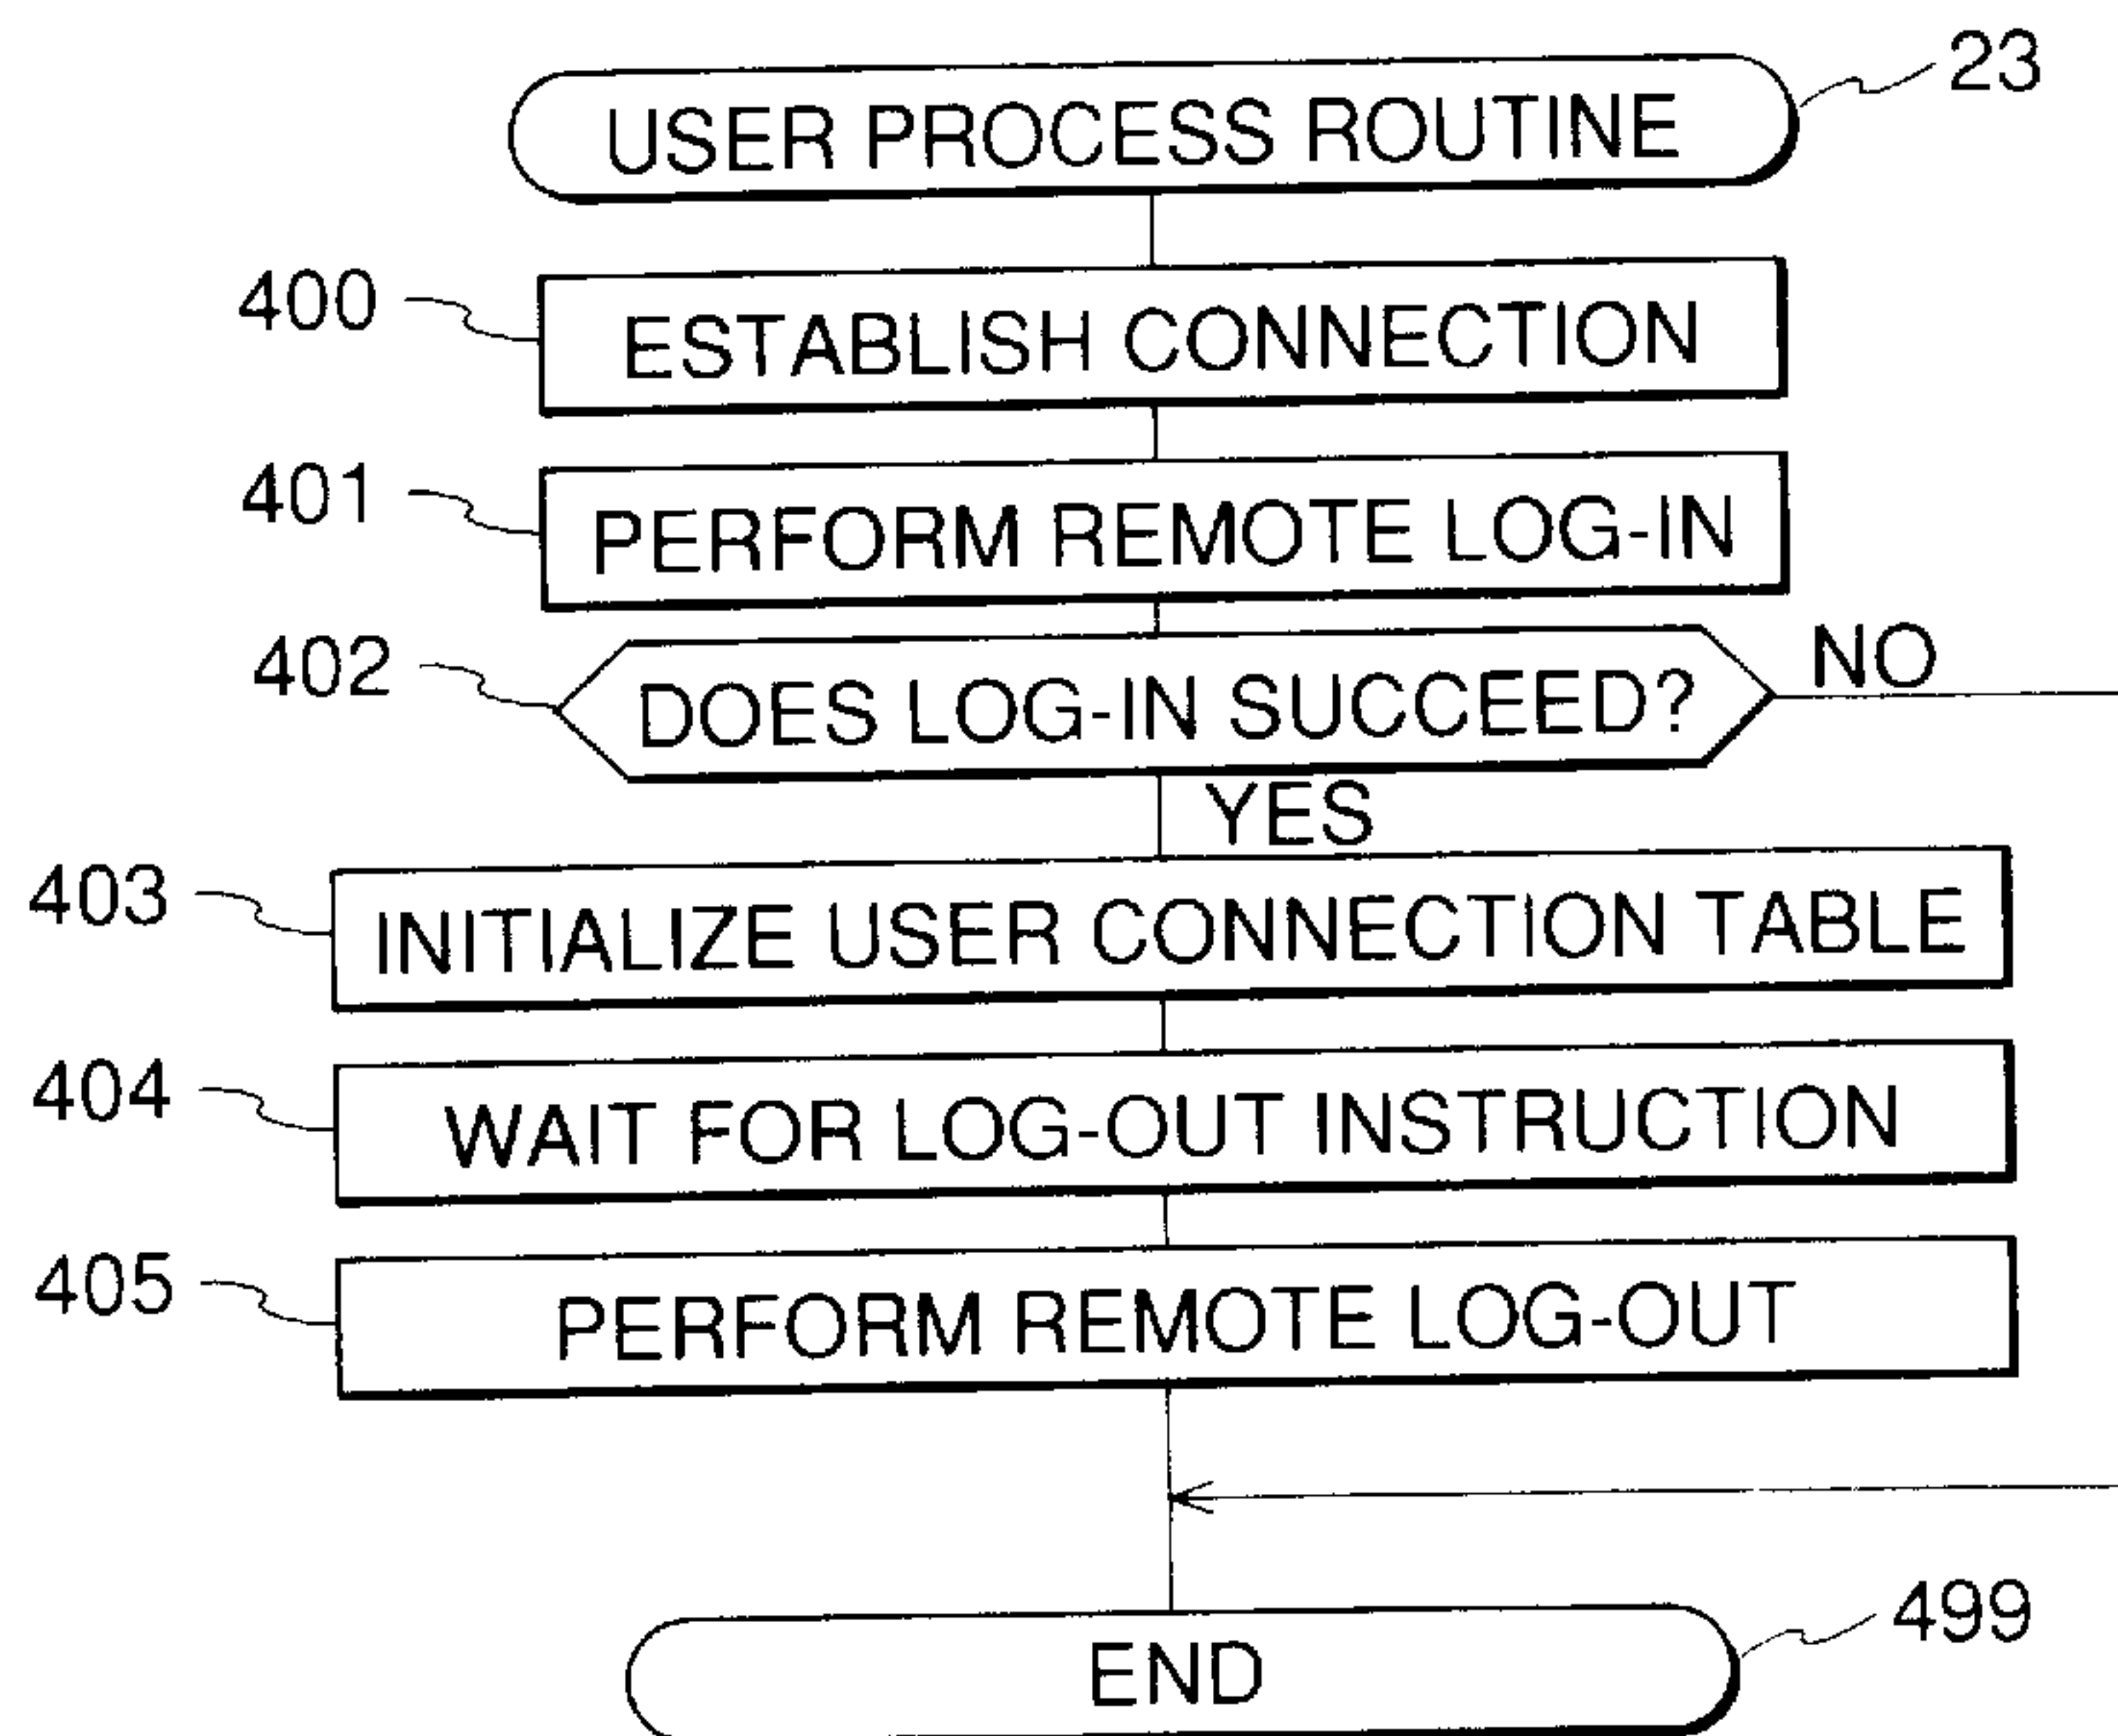 23
USER PROCESS ROUTINE
400
ESTABLISH CONNECTION
401
PERFORM REMOTE LOG-IN
402
DOES LOG-IN SUCCEED?
NO
YES
403
INITIALIZE USER CONNECTION TABLE
404
WAIT FOR LOG-OUT INSTRUCTION
405
PERFORM REMOTE LOG-OUT
499
END